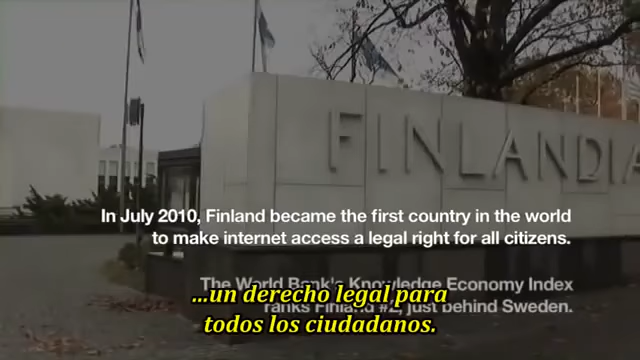 FINLANDIA
In July 2010, Finland became the first country in the world
to make internet access a legal right for all citizens.
The World Bank's Knowledge Economy Index
ranks Finland #2, just behind Sweden.
...un derecho legal para
todos los ciudadanos.